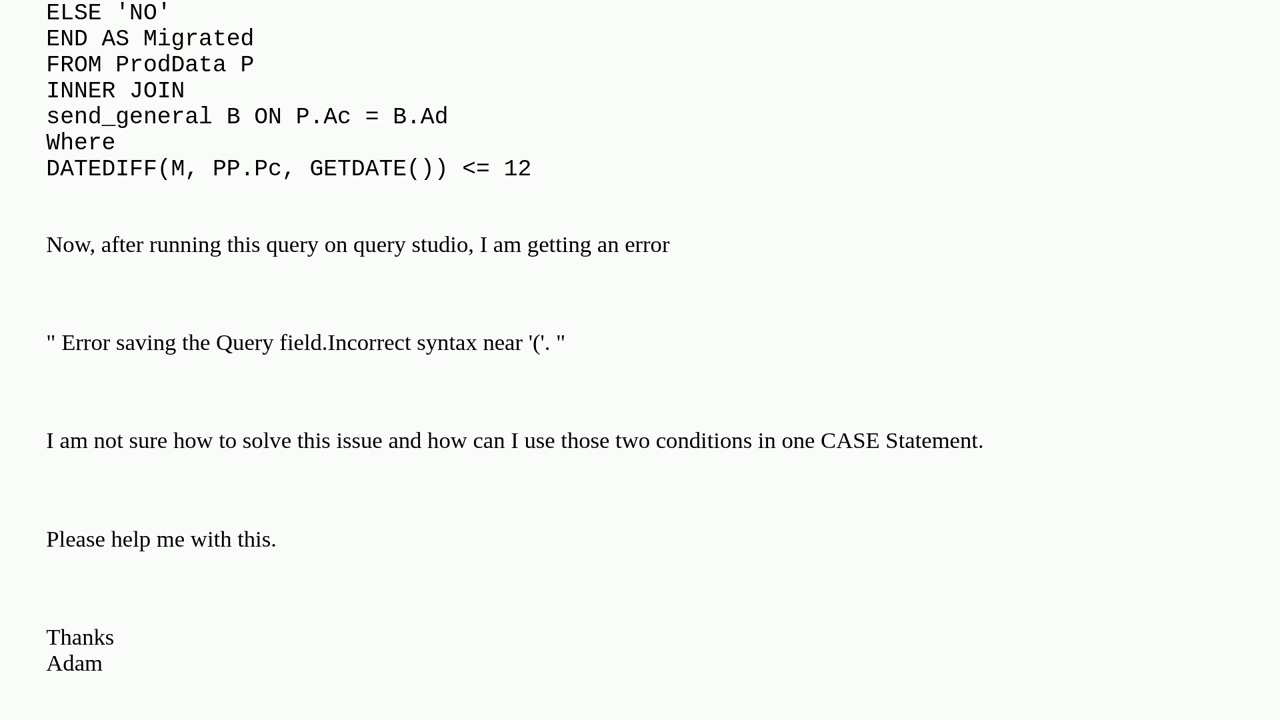 ELSE 'NO'
END AS Migrated
FROM ProdData P
INNER JOIN
send_general B ON P.Ac = B.Ad
Where
DATEDIFF(M, PP.Pc, GETDATE()) <= 12
Now, after running this query on query studio, I am getting an error
" Error saving the Query field.Incorrect syntax near '('. "
I am not sure how to solve this issue and how can I use those two conditions in one CASE Statement.
Please help me with this.
Thanks
Adam